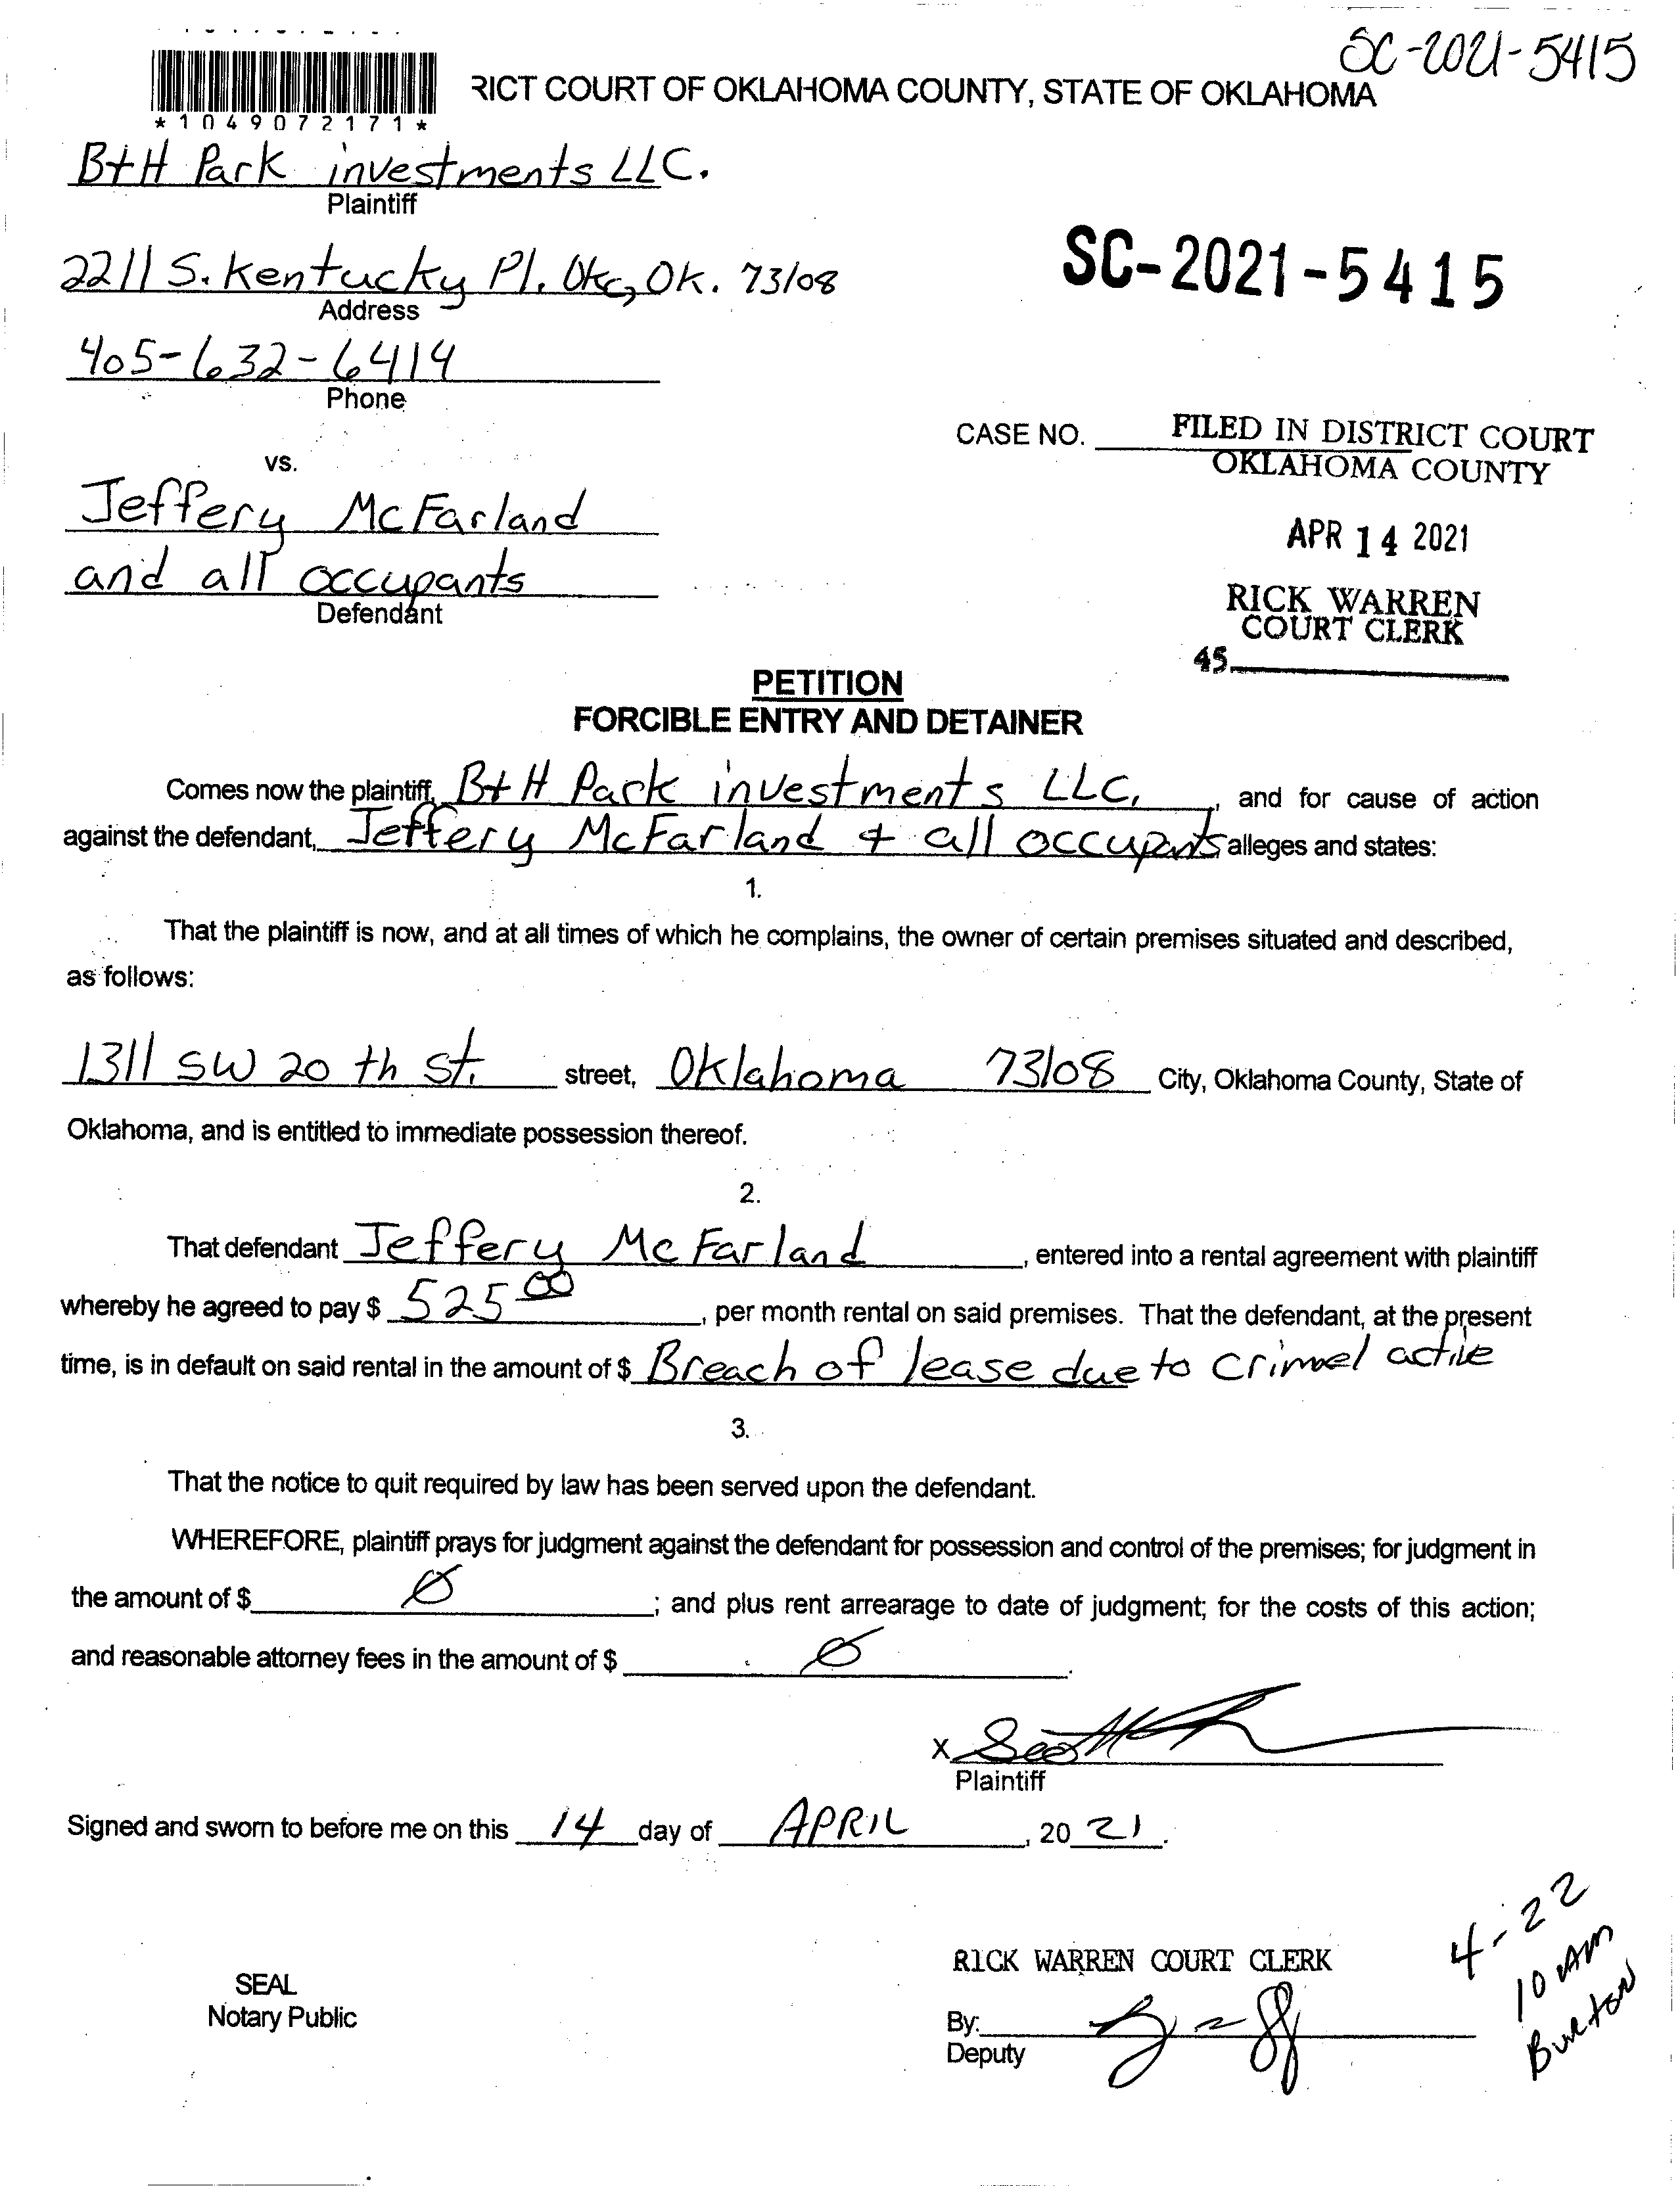 SC-2021-5415
RICT COURT OF OKLAHOMA COUNTY, STATE OF OKLAHOMA
*1049072171*
B+H Park investments LLC.
Plaintiff
2211 S. Kentucky Pl. Okc, OK. 73108
Address
SC-2021-5415
405-632-6414
Phone
CASE NO.
FILED IN DISTRICT COURT
OKLAHOMA COUNTY
vs.
Jeffery McFarland
APR 14 2021
and all occupants
Defendant
RICK WARREN
COURT CLERK
45
PETITION
FORCIBLE ENTRY AND DETAINER
Comes now the plaintiff, B+H Park investments LLC, , and for cause of action
against the defendant, Jeffery McFarland + all occupants alleges and states:
1.
That the plaintiff is now, and at all times of which he complains, the owner of certain premises situated and described,
as follows:
1311 SW 20 th St. street, Oklahoma 73108 City, Oklahoma County, State of
Oklahoma, and is entitled to immediate possession thereof.
2.
That defendant Jeffery McFarland , entered into a rental agreement with plaintiff
whereby he agreed to pay $ 525 00 , per month rental on said premises. That the defendant, at the present
time, is in default on said rental in the amount of $ Breach of lease due to Crimel active
3.
That the notice to quit required by law has been served upon the defendant.
WHEREFORE, plaintiff prays for judgment against the defendant for possession and control of the premises; for judgment in
the amount of $ Ø ; and plus rent arrearage to date of judgment; for the costs of this action;
and reasonable attorney fees in the amount of $ Ø .
X Scott
Plaintiff
Signed and sworn to before me on this 14 day of APRIL , 20 21 .
4-22
10 AM
Burton
RICK WARREN COURT CLERK
SEAL
Notary Public
By:
Deputy